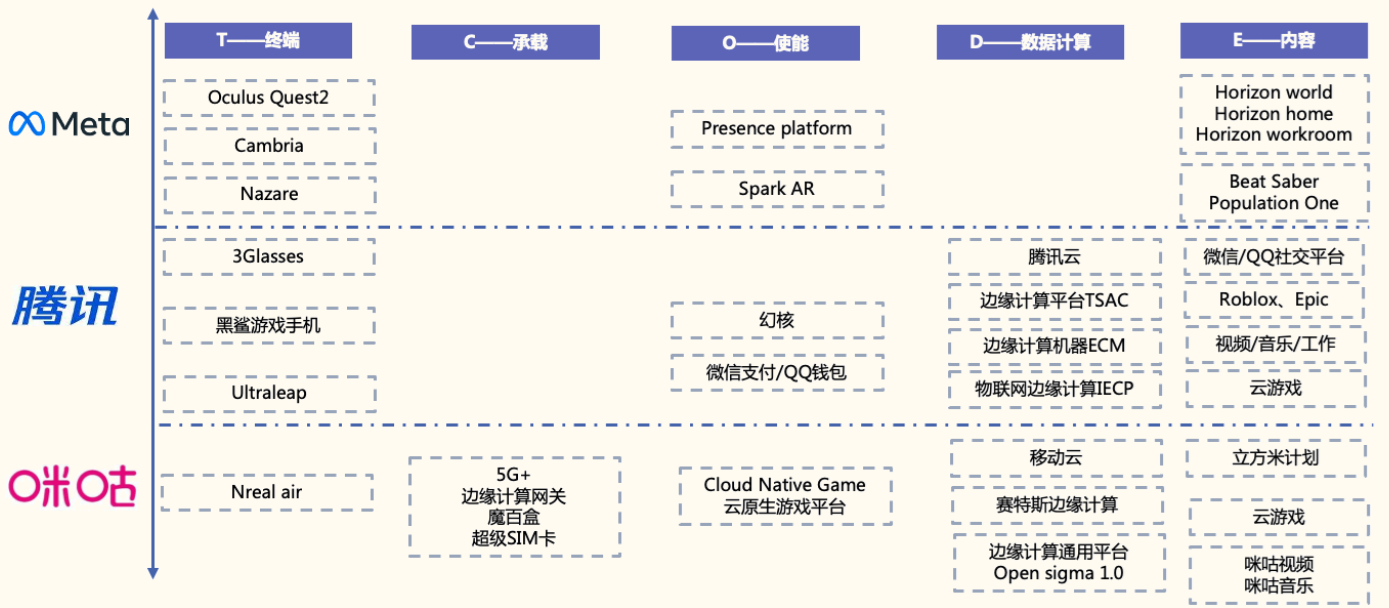 T——终端
C——承载
O——使能
D——数据计算
E——内容
Meta
Oculus Quest2
Cambria
Nazare
Presence platform
Spark AR
Horizon world
Horizon home
Horizon workroom
Beat Saber
Population One
腾讯
3Glasses
黑鲨游戏手机
Ultraleap
幻核
微信支付/QQ钱包
腾讯云
边缘计算平台TSAC
边缘计算机器ECM
物联网边缘计算IECP
微信/QQ社交平台
Roblox、Epic
视频/音乐/工作
云游戏
咪咕
Nreal air
5G+
边缘计算网关
魔百盒
超级SIM卡
Cloud Native Game
云原生游戏平台
移动云
赛特斯边缘计算
边缘计算通用平台
Open sigma 1.0
立方米计划
云游戏
咪咕视频
咪咕音乐